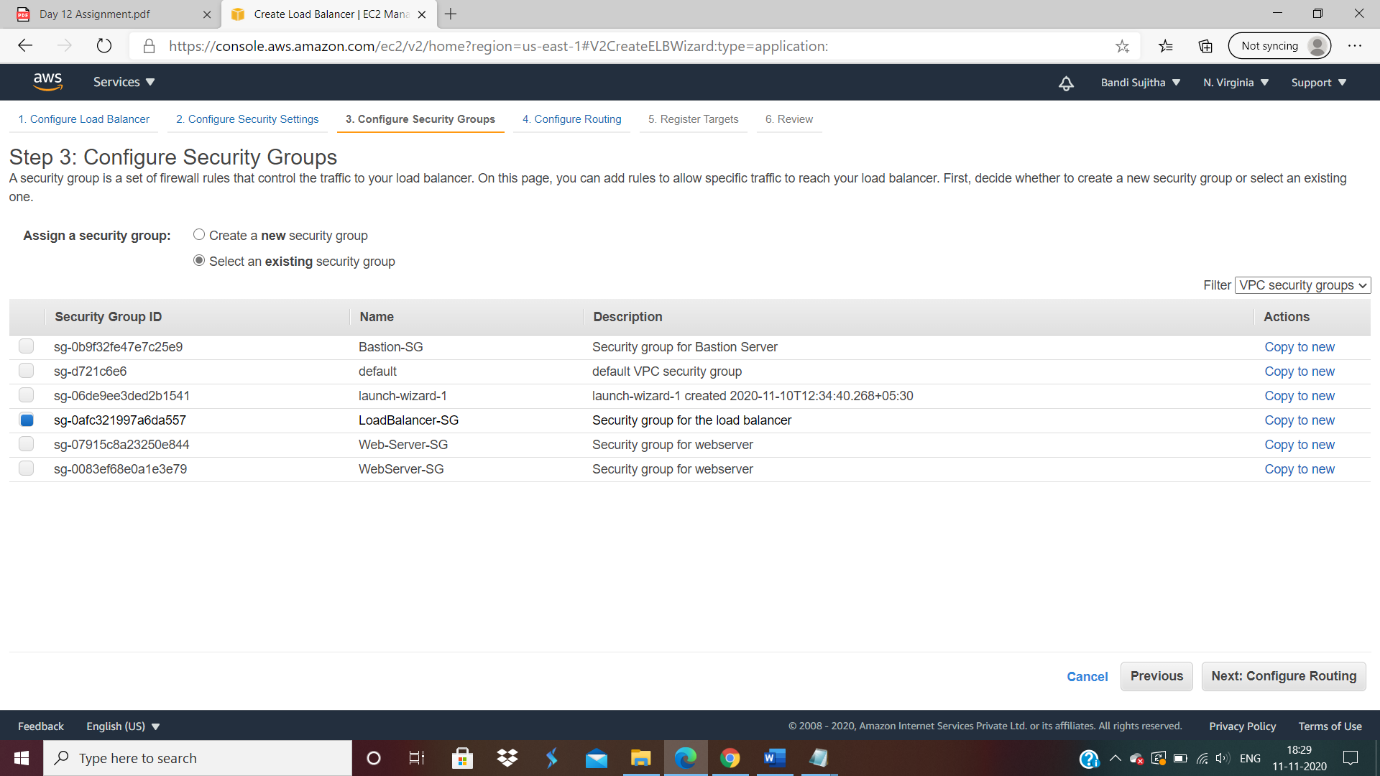 Day 12 Assignment.pdf
Create Load Balancer | EC2 Mana
https://console.aws.amazon.com/ec2/v2/home?region=us-east-1#V2CreateELBWizard:type=application:
Not syncing
aws
Services
Bandi Sujitha
N. Virginia
Support
1. Configure Load Balancer
2. Configure Security Settings
3. Configure Security Groups
4. Configure Routing
5. Register Targets
6. Review
Step 3: Configure Security Groups
A security group is a set of firewall rules that control the traffic to your load balancer. On this page, you can add rules to allow specific traffic to reach your load balancer. First, decide whether to create a new security group or select an existing
one.
Assign a security group:
Create a new security group
Select an existing security group
Filter VPC security groups
Security Group ID Name Description Actions
sg-0b9f32fe47e7c25e9 Bastion-SG Security group for Bastion Server Copy to new
sg-d721c6e6 default default VPC security group Copy to new
sg-06de9ee3ded2b1541 launch-wizard-1 launch-wizard-1 created 2020-11-10T12:34:40.268+05:30 Copy to new
sg-0afc321997a6da557 LoadBalancer-SG Security group for the load balancer Copy to new
sg-07915c8a23250e844 Web-Server-SG Security group for webserver Copy to new
sg-0083ef68e0a1e3e79 WebServer-SG Security group for webserver Copy to new
Cancel
Previous
Next: Configure Routing
Feedback
English (US)
© 2008 - 2020, Amazon Internet Services Private Ltd. or its affiliates. All rights reserved.
Privacy Policy
Terms of Use
Type here to search
ENG
18:29
11-11-2020